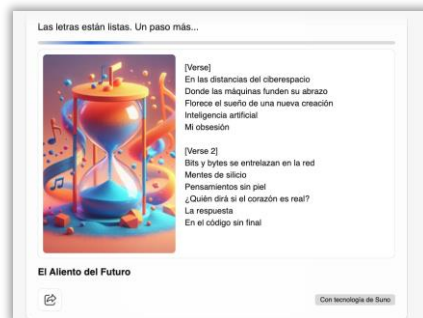 Las letras están listas. Un paso más...
[Verse]
En las distancias del ciberespacio
Donde las máquinas funden su abrazo
Florece el sueño de una nueva creación
Inteligencia artificial
Mi obsesión
[Verse 2]
Bits y bytes se entrelazan en la red
Mentes de silicio
Pensamientos sin piel
¿Quién dirá si el corazón es real?
La respuesta
En el código sin final
El Aliento del Futuro
Con tecnología de Suno